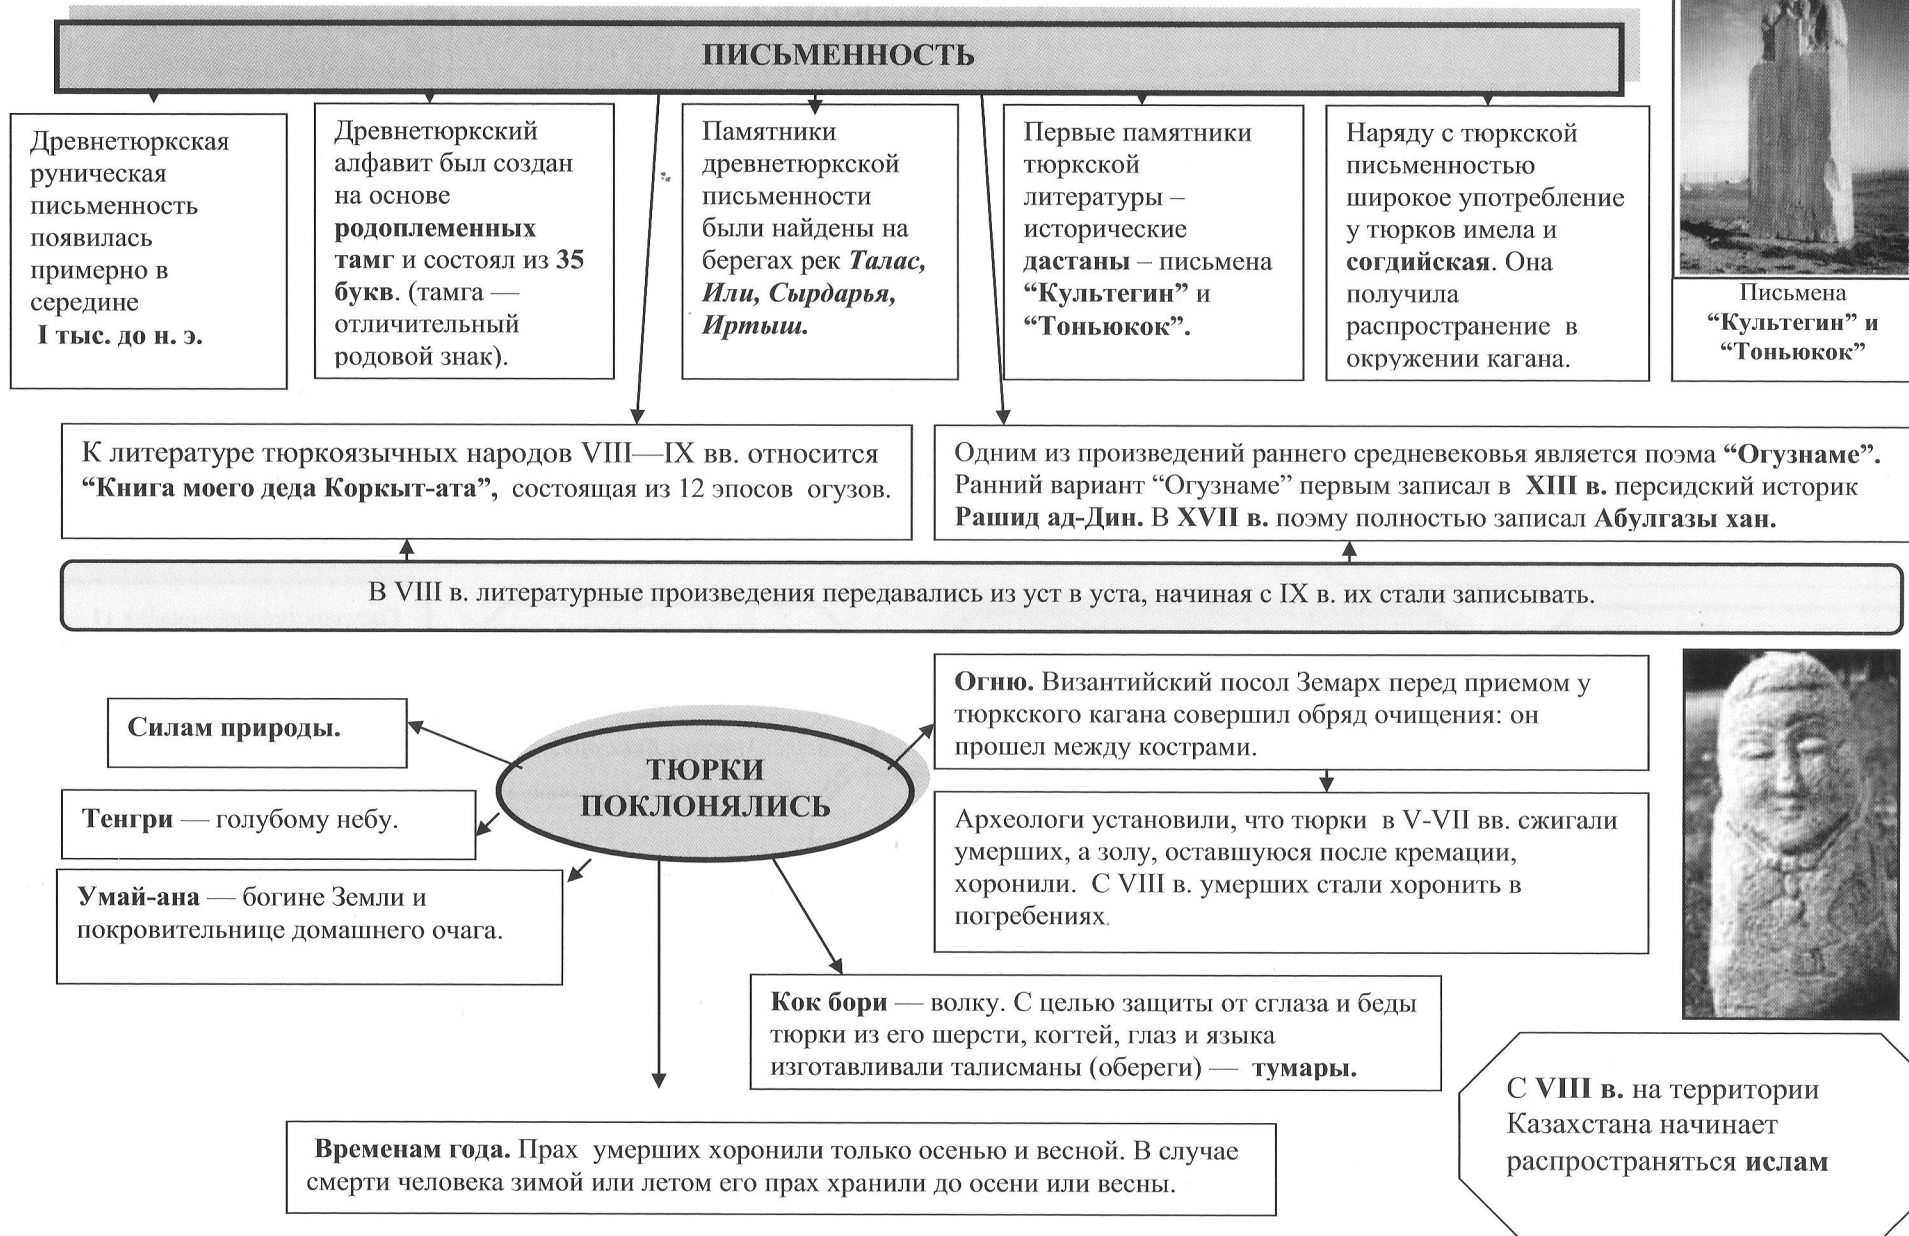 ПИСЬМЕННОСТЬ
Древнетюркская
руническая
письменность
появилась
примерно в
середине
I тыс. до н. э.
Древнетюркский
алфавит был создан
на основе
родоплеменных
тамг и состоял из 35
букв. (тамга —
отличительный
родовой знак).
Памятники
древнетюркской
письменности
были найдены на
берегах рек Талас,
Или, Сырдарья,
Иртыш.
Первые памятники
тюркской
литературы –
исторические
дастаны – письмена
“Культегин” и
“Тоньюкок”.
Наряду с тюркской
письменностью
широкое употребление
у тюрков имела и
согдийская. Она
получила
распространение в
окружении кагана.
Письмена
“Культегин” и
“Тоньюкок”
К литературе тюркоязычных народов VIII—IX вв. относится
“Книга моего деда Коркыт-ата”, состоящая из 12 эпосов огузов.
Одним из произведений раннего средневековья является поэма “Огузнаме”.
Ранний вариант “Огузнаме” первым записал в XIII в. персидский историк
Рашид ад-Дин. В XVII в. поэму полностью записал Абулгазы хан.
В VIII в. литературные произведения передавались из уст в уста, начиная с IX в. их стали записывать.
ТЮРКИ
ПОКЛОНЯЛИСЬ
Силам природы.
Тенгри — голубому небу.
Умай-ана — богине Земли и
покровительнице домашнего очага.
Огню. Византийский посол Земарх перед приемом у
тюркского кагана совершил обряд очищения: он
прошел между кострами.
Археологи установили, что тюрки в V-VII вв. сжигали
умерших, а золу, оставшуюся после кремации,
хоронили. С VIII в. умерших стали хоронить в
погребениях.
Кок бори — волку. С целью защиты от сглаза и беды
тюрки из его шерсти, когтей, глаз и языка
изготавливали талисманы (обереги) — тумары.
Временам года. Прах умерших хоронили только осенью и весной. В случае
смерти человека зимой или летом его прах хранили до осени или весны.
С VIII в. на территории
Казахстана начинает
распространяться ислам